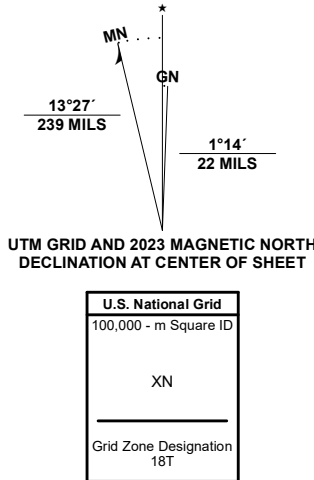 MN
GN
13°27´
239 MILS
1°14´
22 MILS
UTM GRID AND 2023 MAGNETIC NORTH
DECLINATION AT CENTER OF SHEET
U.S. National Grid
100,000 - m Square ID
XN
Grid Zone Designation
18T